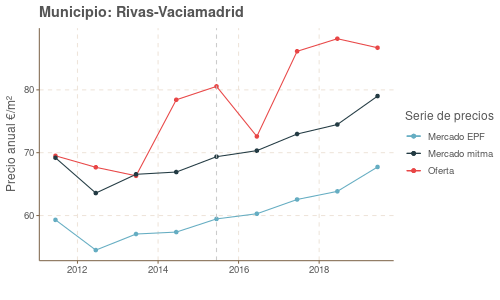 Municipio: Rivas-Vaciamadrid
Precio anual €/m²
80
70
60
2012
2014
2016
2018
Serie de precios
Mercado EPF
Mercado mitma
Oferta